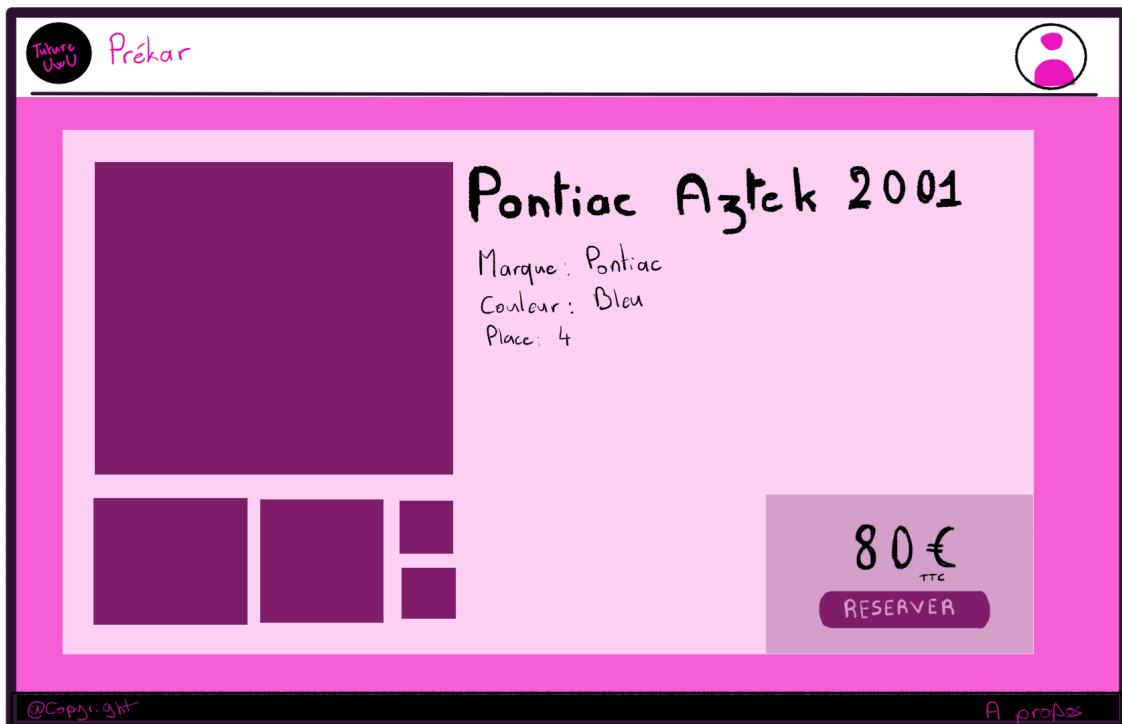 Tuture
UwU
Prékar
Pontiac Aztek 2001
Marque: Pontiac
Couleur: Bleu
Place: 4
80€
TTC
RESERVER
@Copyright
A propos